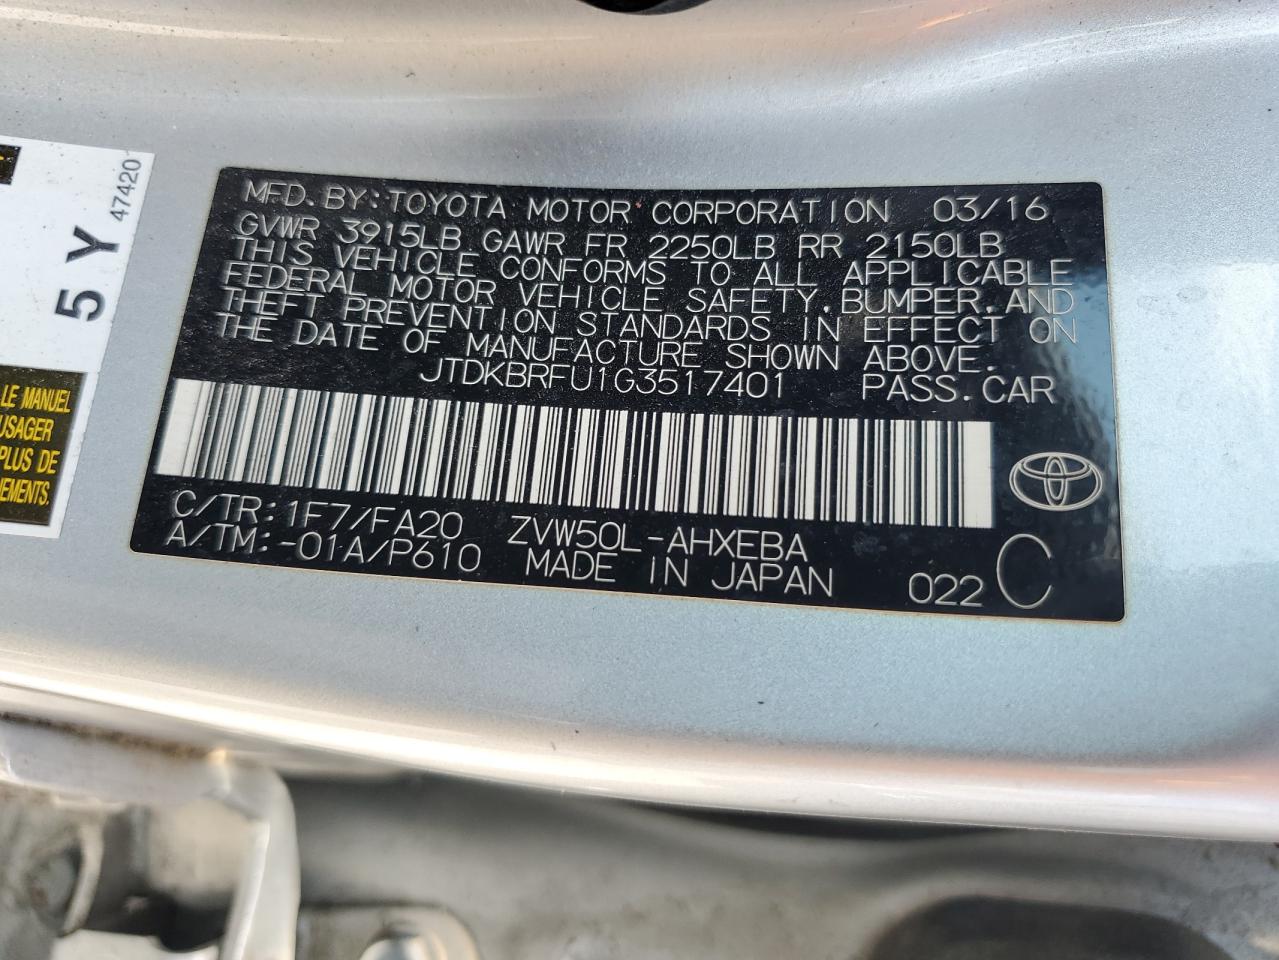 47420
5 Y
LE MANUEL
USAGER
PLUS DE
MFD.BY:TOYOTA MOTOR CORPORATION 03/16
GVWR 3915LB GAWR FR 2250LB RR 2150LB
THIS VEHICLE CONFORMS TO ALL APPLICABLE
FEDERAL MOTOR VEHICLE SAFETY,BUMPER,AND
THEFT PREVENTION STANDARDS IN EFFECT ON
THE DATE OF MANUFACTURE SHOWN ABOVE.
JTDKBRFU1G3517401 PASS.CAR
C/TR:1F7/FA20 ZVW50L-AHXEBA
A/TM:-01A/P610 MADE IN JAPAN 022 C